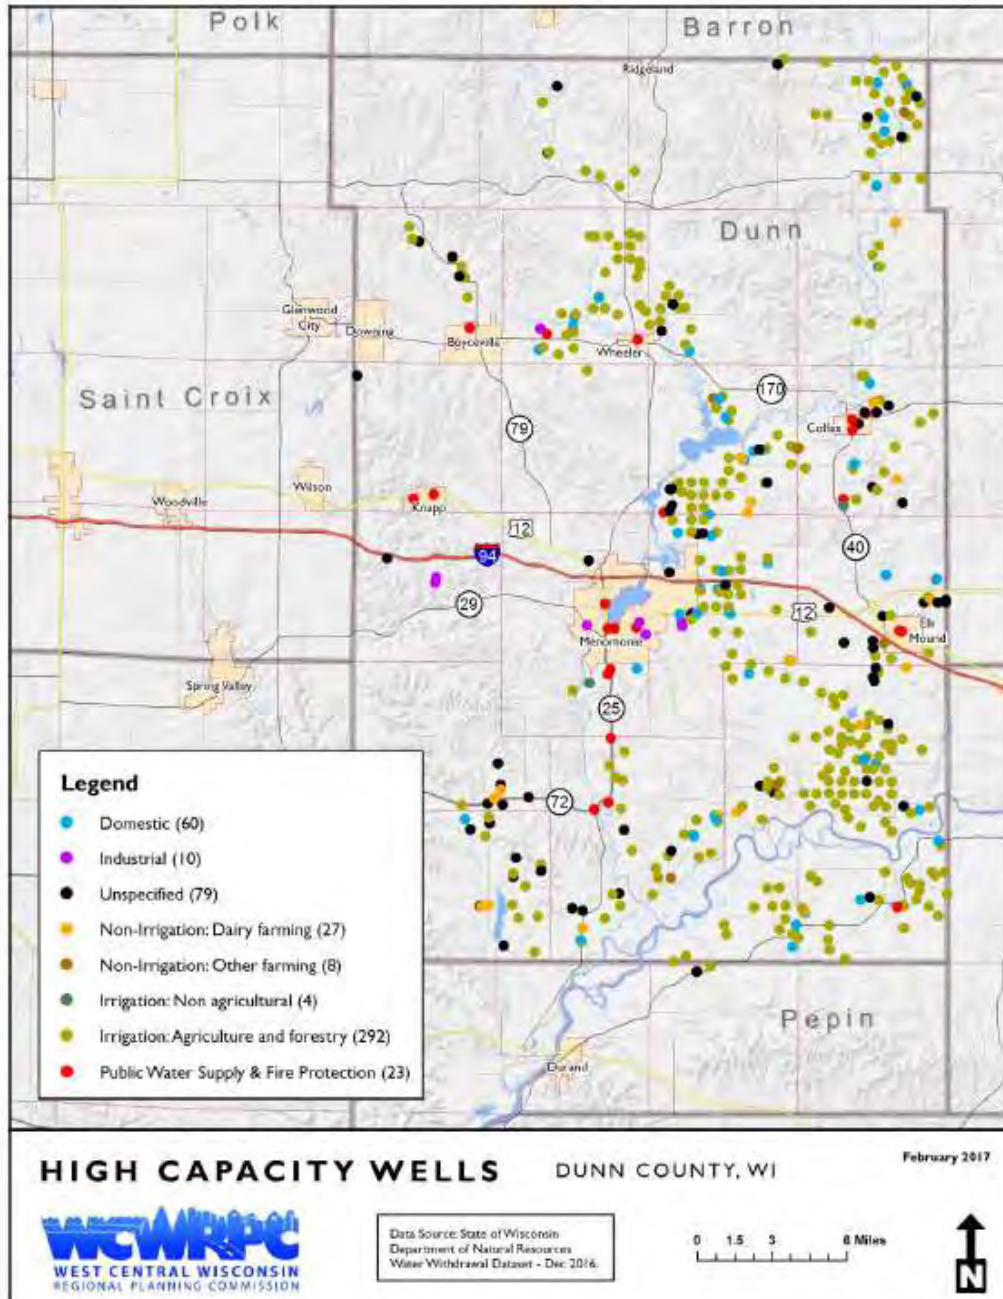 Polk
Barron
Ridgeland
Dunn
Glenwood
City
Downing
Boyceville
Wheeler
170
Saint Croix
79
Colfax
Wilson
Woodville
Knapp
12
94
40
29
12
Elk
Mound
Menomonie
Spring Valley
25
72
Legend
Domestic (60)
Industrial (10)
Unspecified (79)
Non-Irrigation: Dairy farming (27)
Non-Irrigation: Other farming (8)
Irrigation: Non agricultural (4)
Irrigation: Agriculture and forestry (292)
Public Water Supply & Fire Protection (23)
Pepin
Durand
HIGH CAPACITY WELLS
DUNN COUNTY, WI
February 2017
WCWRPC
WEST CENTRAL WISCONSIN
REGIONAL PLANNING COMMISSION
Data Source: State of Wisconsin
Department of Natural Resources
Water Withdrawal Dataset - Dec 2016.
0 1.5 3 6 Miles
N